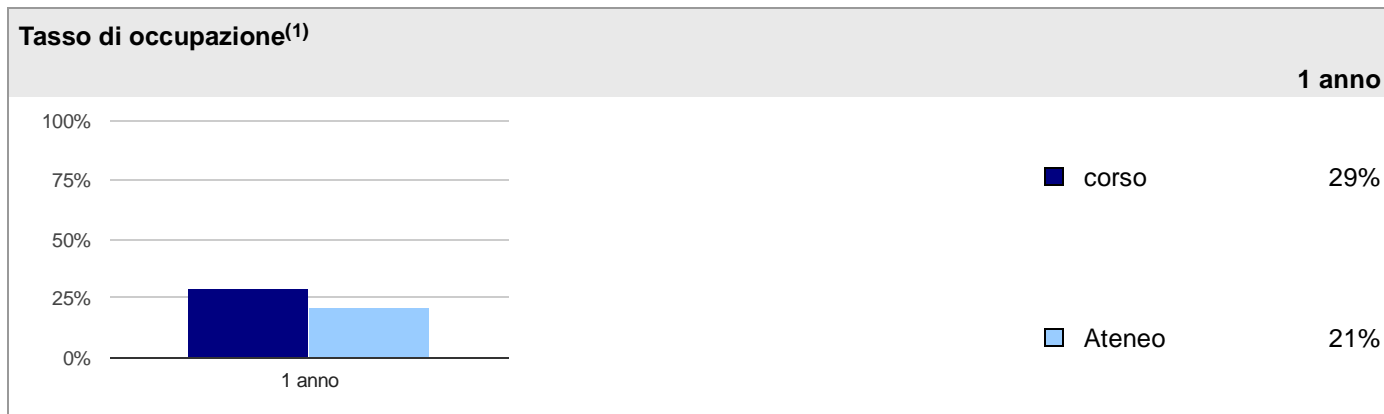 Tasso di occupazione(1)
1 anno
100%
75%
50%
25%
0%
1 anno
corso 29%
Ateneo 21%